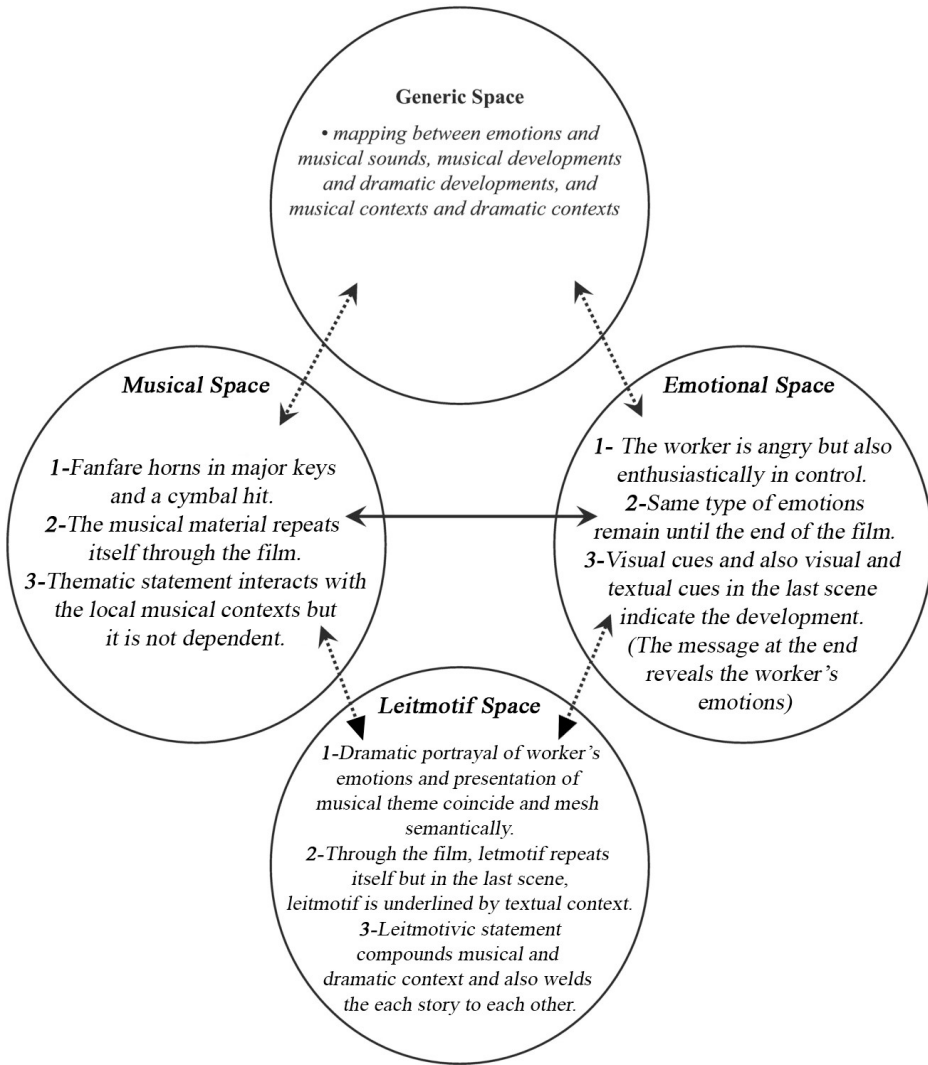 Generic Space
• mapping between emotions and
musical sounds, musical developments
and dramatic developments, and
musical contexts and dramatic contexts
Musical Space
1-Fanfare horns in major keys
and a cymbal hit.
2-The musical material repeats
itself through the film.
3-Thematic statement interacts with
the local musical contexts but
it is not dependent.
Emotional Space
1- The worker is angry but also
enthusiastically in control.
2-Same type of emotions
remain until the end of the film.
3-Visual cues and also visual and
textual cues in the last scene
indicate the development.
(The message at the end
reveals the worker’s
emotions)
Leitmotif Space
1-Dramatic portrayal of worker’s
emotions and presentation of
musical theme coincide and mesh
semantically.
2-Through the film, letmotif repeats
itself but in the last scene,
leitmotif is underlined by textual context.
3-Leitmotivic statement
compounds musical and
dramatic context and also welds
the each story to each other.